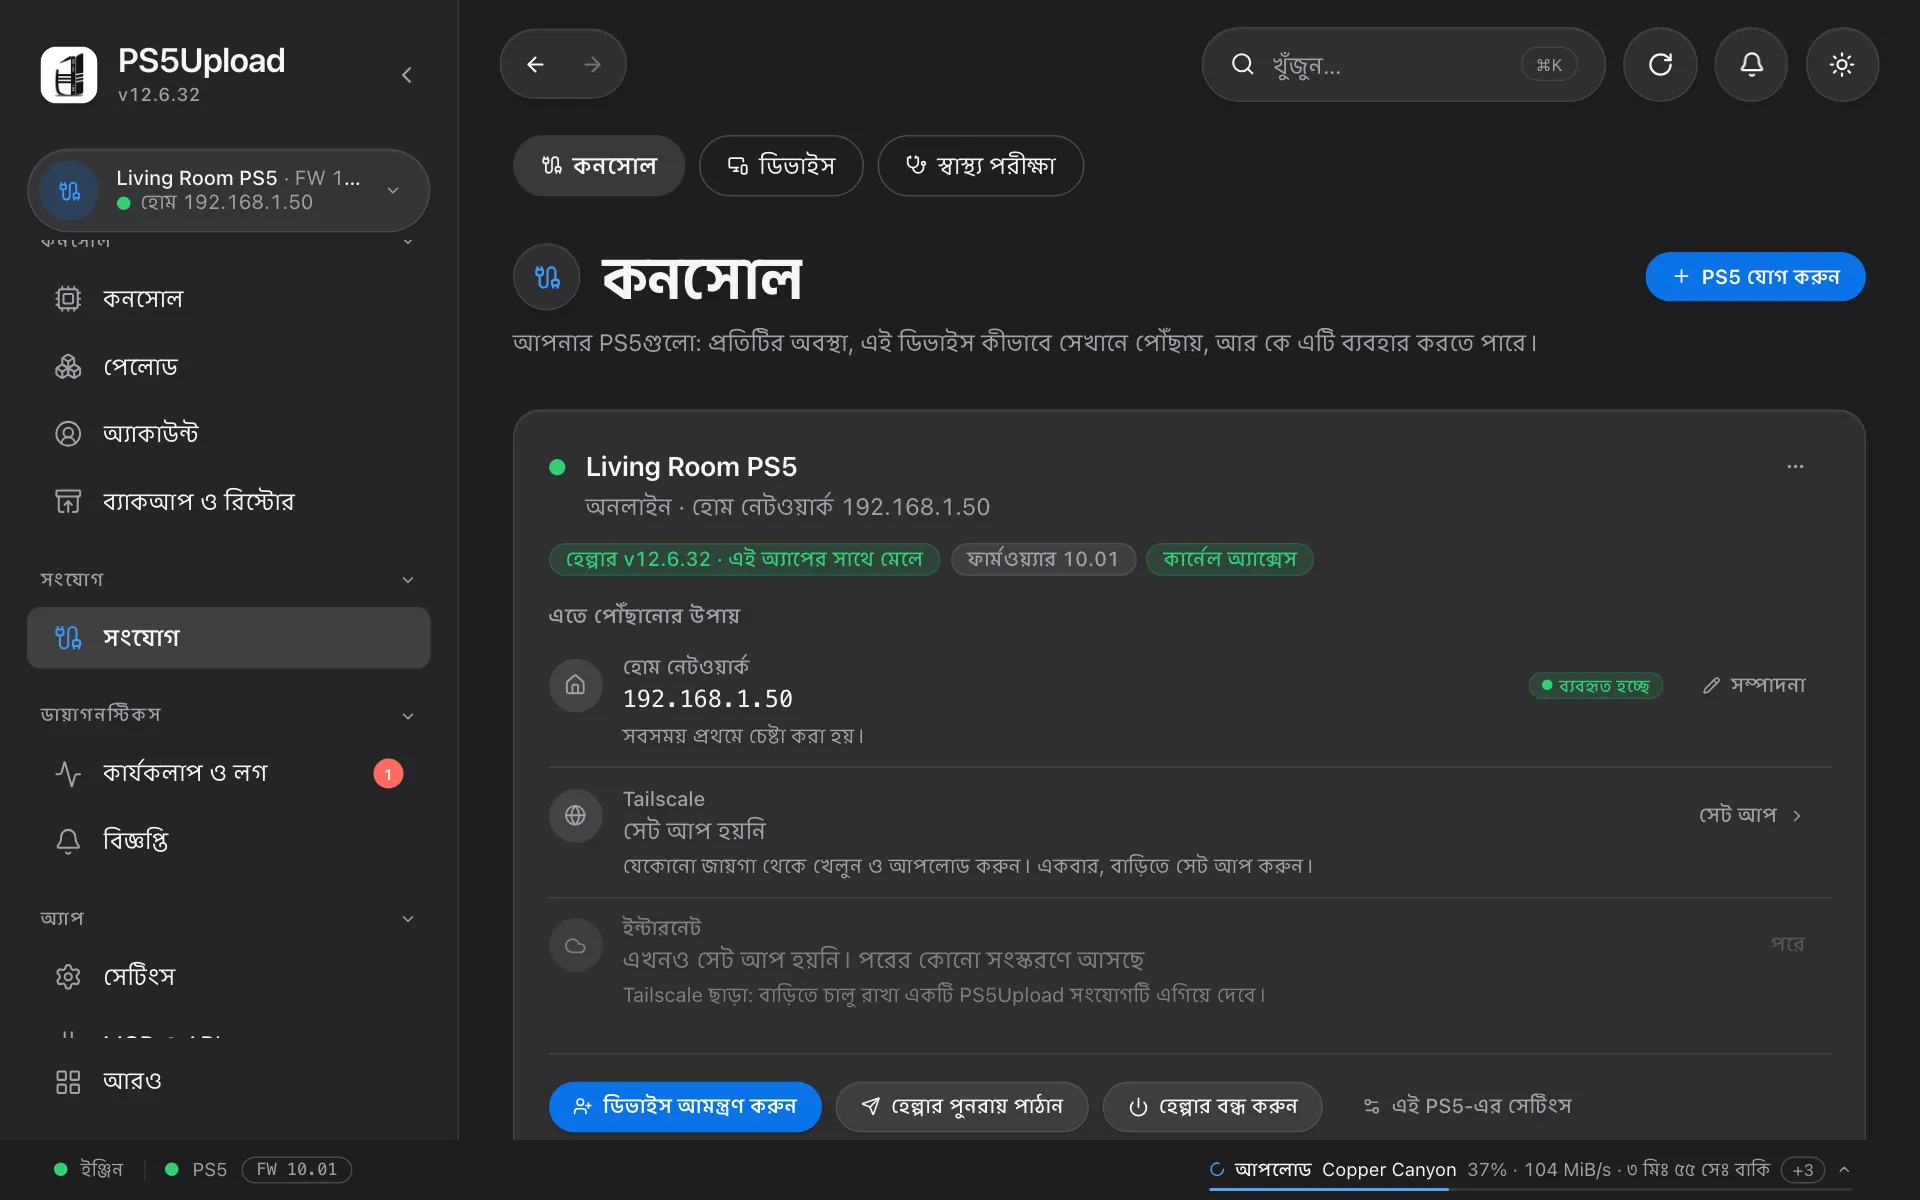 PS5Upload
v12.6.32
Living Room PS5 · FW 1...
হোম 192.168.1.50
কনসোল
কনসোল
পেলোড
অ্যাকাউন্ট
ব্যাকআপ ও রিস্টোর
সংযোগ
সংযোগ
ডায়াগনস্টিকস
কার্যকলাপ ও লগ
1
বিজ্ঞপ্তি
অ্যাপ
সেটিংস
আরও
খুঁজুন...
⌘K
কনসোল
ডিভাইস
স্বাস্থ্য পরীক্ষা
কনসোল
+ PS5 যোগ করুন
আপনার PS5গুলো: প্রতিটির অবস্থা, এই ডিভাইস কীভাবে সেখানে পৌঁছায়, আর কে এটি ব্যবহার করতে পারে।
Living Room PS5
...
অনলাইন · হোম নেটওয়ার্ক 192.168.1.50
হেল্পার v12.6.32 · এই অ্যাপের সাথে মেলে
ফার্মওয়্যার 10.01
কার্নেল অ্যাক্সেস
এতে পৌঁছানোর উপায়
হোম নেটওয়ার্ক
192.168.1.50
সবসময় প্রথমে চেষ্টা করা হয়।
ব্যবহৃত হচ্ছে
সম্পাদনা
Tailscale
সেট আপ হয়নি
যেকোনো জায়গা থেকে খেলুন ও আপলোড করুন। একবার, বাড়িতে সেট আপ করুন।
সেট আপ
ইন্টারনেট
এখনও সেট আপ হয়নি। পরের কোনো সংস্করণে আসছে
Tailscale ছাড়া: বাড়িতে চালু রাখা একটি PS5Upload সংযোগটি এগিয়ে দেবে।
পরে
ডিভাইস আমন্ত্রণ করুন
হেল্পার পুনরায় পাঠান
হেল্পার বন্ধ করুন
এই PS5-এর সেটিংস
ইঞ্জিন
PS5
FW 10.01
আপলোড Copper Canyon 37% · 104 MiB/s · ৩ মিঃ ৫৫ সেঃ বাকি
+3